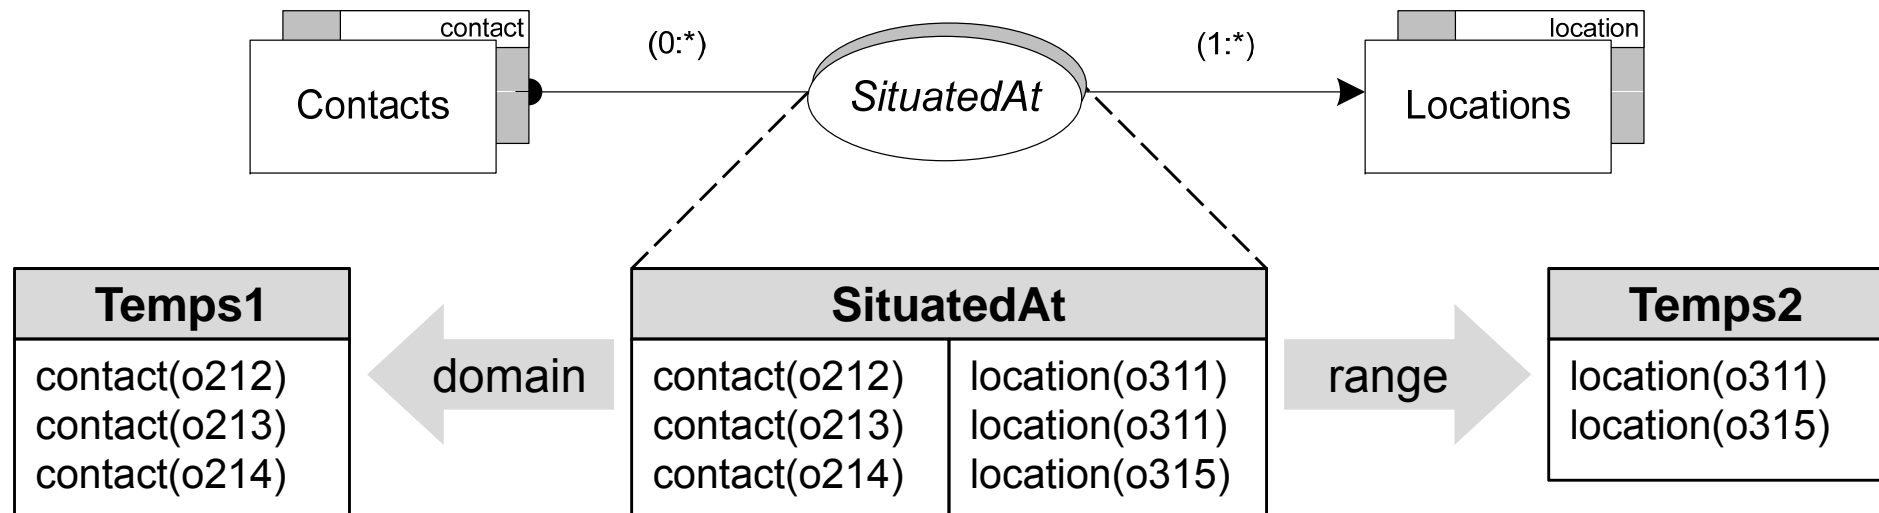 contact
Contacts
(0:*)
SituatedAt
(1:*)
location
Locations
Temps1
contact(o212)
contact(o213)
contact(o214)
domain
SituatedAt
contact(o212) location(o311)
contact(o213) location(o311)
contact(o214) location(o315)
range
Temps2
location(o311)
location(o315)